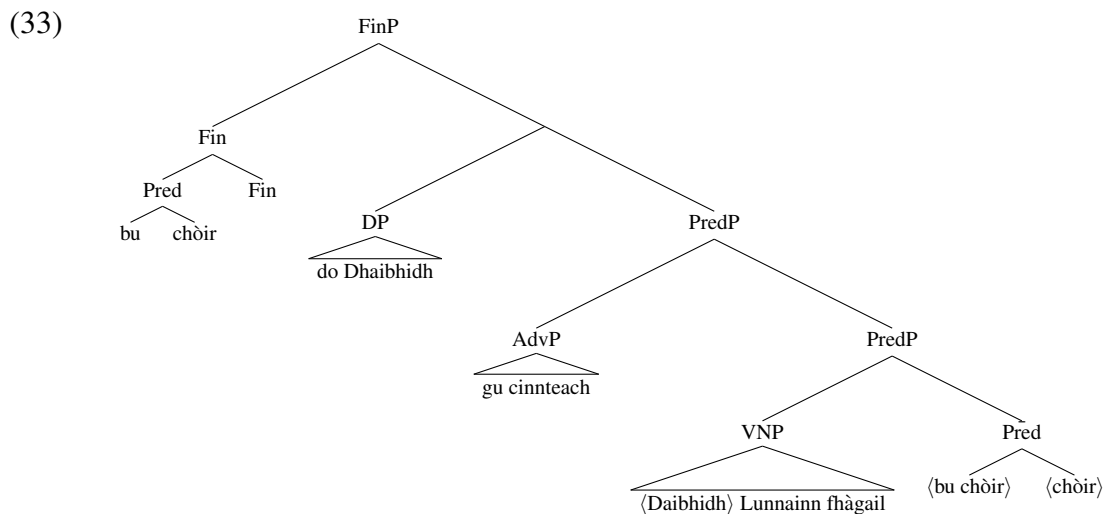 (33)
FinP
Fin
Pred Fin
bu chòir
DP PredP
do Dhaibhidh
AdvP PredP
gu cinnteach
VNP Pred
⟨Daibhidh⟩ Lunnainn fhàgail ⟨bu chòir⟩ ⟨chòir⟩